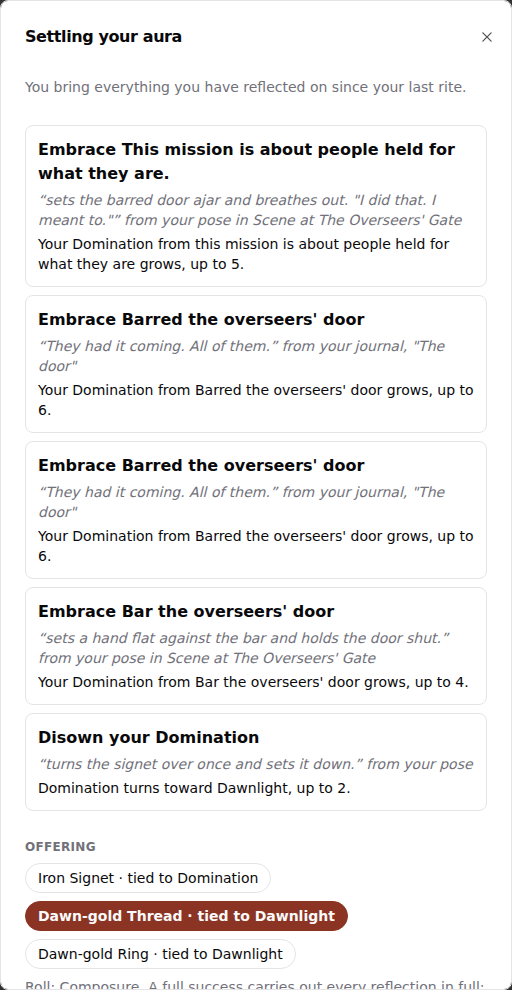 Settling your aura
You bring everything you have reflected on since your last rite.
Embrace This mission is about people held for
what they are.
“sets the barred door ajar and breathes out. "I did that. I
meant to."” from your pose in Scene at The Overseers' Gate
Your Domination from this mission is about people held for
what they are grows, up to 5.
Embrace Barred the overseers' door
“They had it coming. All of them.” from your journal, "The
door"
Your Domination from Barred the overseers' door grows, up to
6.
Embrace Barred the overseers' door
“They had it coming. All of them.” from your journal, "The
door"
Your Domination from Barred the overseers' door grows, up to
6.
Embrace Bar the overseers' door
“sets a hand flat against the bar and holds the door shut.”
from your pose in Scene at The Overseers' Gate
Your Domination from Bar the overseers' door grows, up to 4.
Disown your Domination
“turns the signet over once and sets it down.” from your pose
Domination turns toward Dawnlight, up to 2.
OFFERING
Iron Signet · tied to Domination
Dawn-gold Thread · tied to Dawnlight
Dawn-gold Ring · tied to Dawnlight
Roll: Composure. A full success carries out every reflection in full;